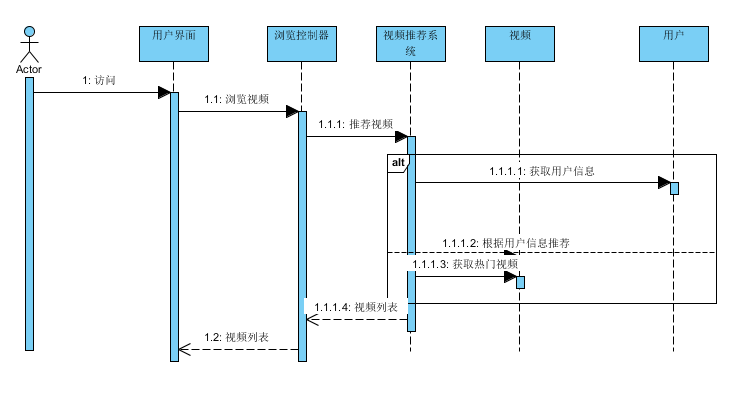 用户界面
浏览控制器
视频推荐系
统
视频
用户
Actor
1: 访问
1.1: 浏览视频
1.1.1: 推荐视频
alt
1.1.1.1: 获取用户信息
1.1.1.2: 根据用户信息推荐
1.1.1.3: 获取热门视频
1.1.1.4: 视频列表
1.2: 视频列表